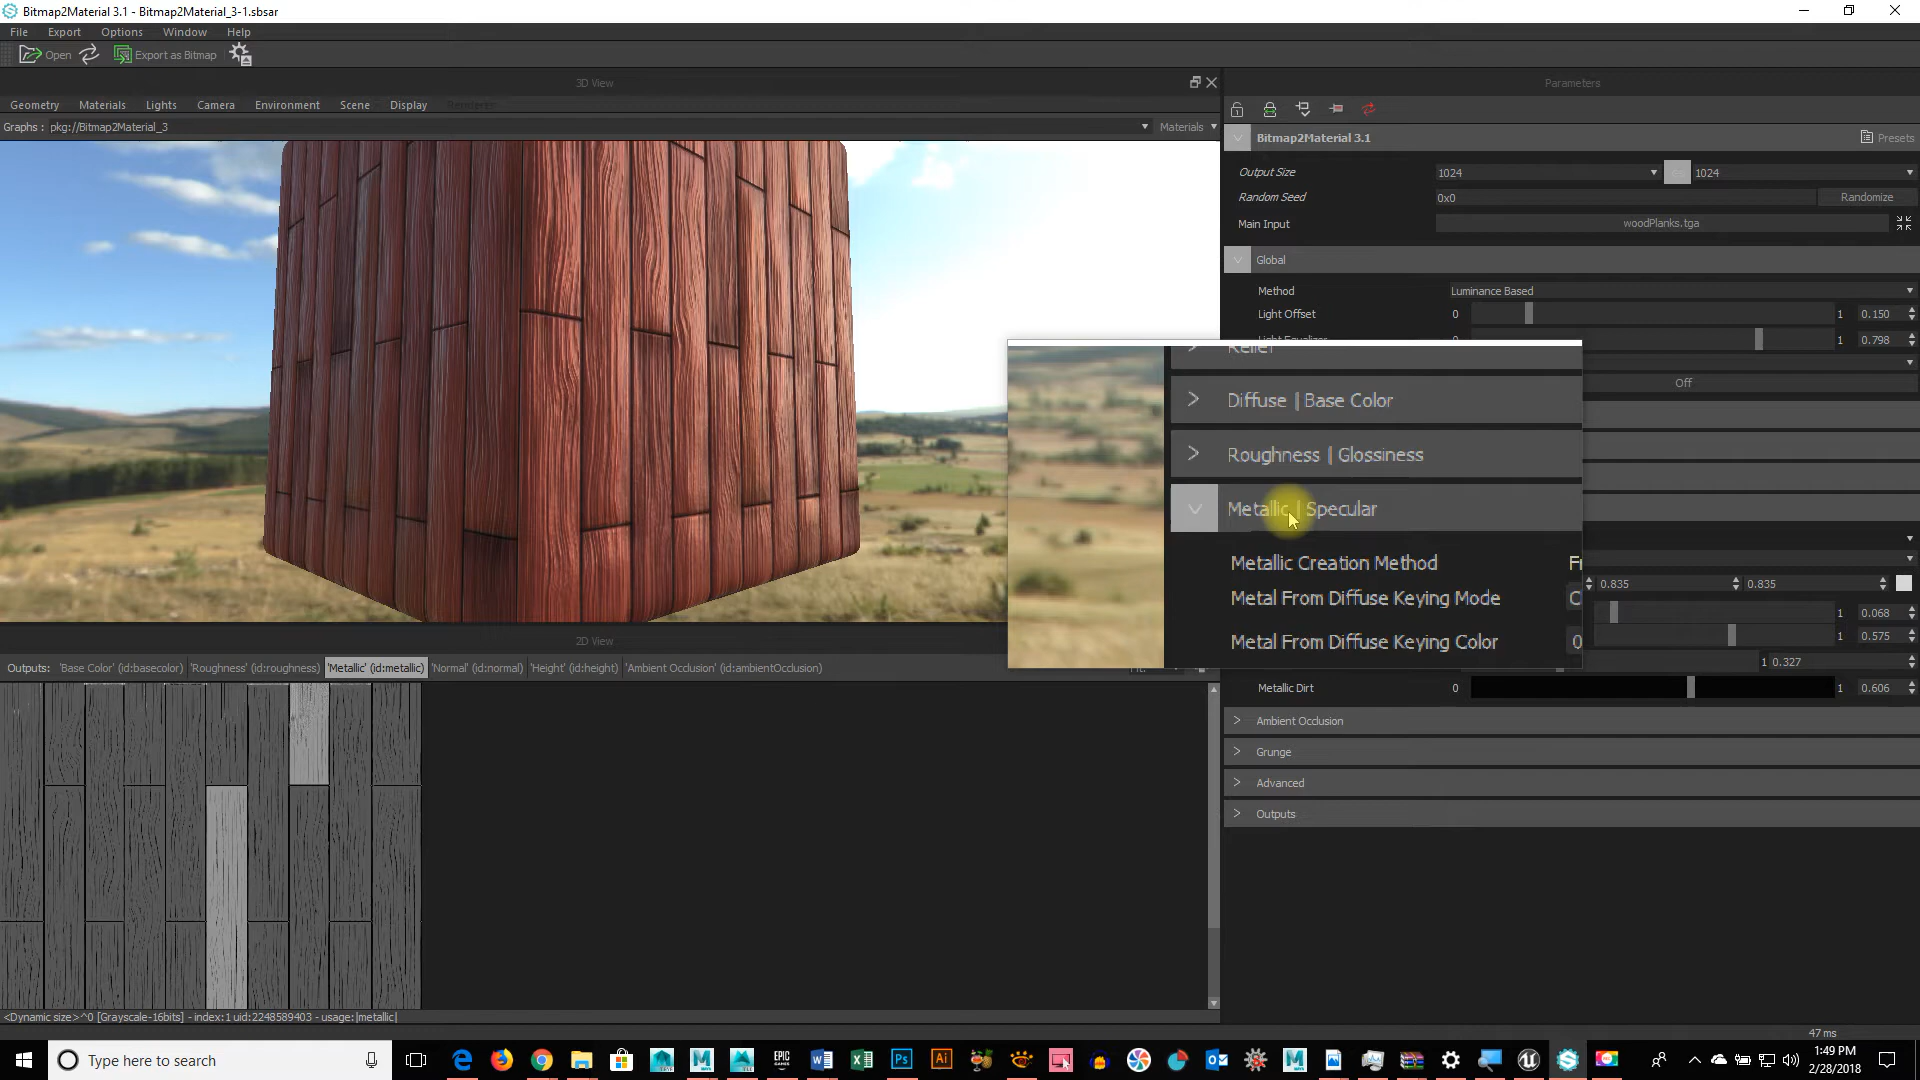 Bitmap2Material 3.1 - Bitmap2Material_3-1.sbsar
File Export Options Window Help
Open Export as Bitmap
3D View
Parameters
Geometry Materials Lights Camera Environment Scene Display Renderer
Graphs : pkg://Bitmap2Material_3 Materials
Bitmap2Material 3.1 Presets
Output Size 1024 1024
Random Seed 0x0 Randomize
Main Input woodPlanks.tga
Global
Method Luminance Based
Light Offset 0 1 0.150
Light Equalizer 0 1 0.798
Off
Relief
Diffuse | Base Color
Roughness | Glossiness
Metallic | Specular
Metallic Creation Method
Metal From Diffuse Keying Mode
Metal From Diffuse Keying Color 0
0.835 0.835
1 0.068
1 0.575
1 0.327
Metallic Dirt 0 1 0.606
Ambient Occlusion
Grunge
Advanced
Outputs
2D View
Outputs: 'Base Color' (id:basecolor) 'Roughness' (id:roughness) 'Metallic' (id:metallic) 'Normal' (id:normal) 'Height' (id:height) 'Ambient Occlusion' (id:ambientOcclusion)
<Dynamic size>^0 [Grayscale-16bits] - index:1 uid:2248589403 - usage:|metallic|
47 ms
Type here to search
1:49 PM
2/28/2018